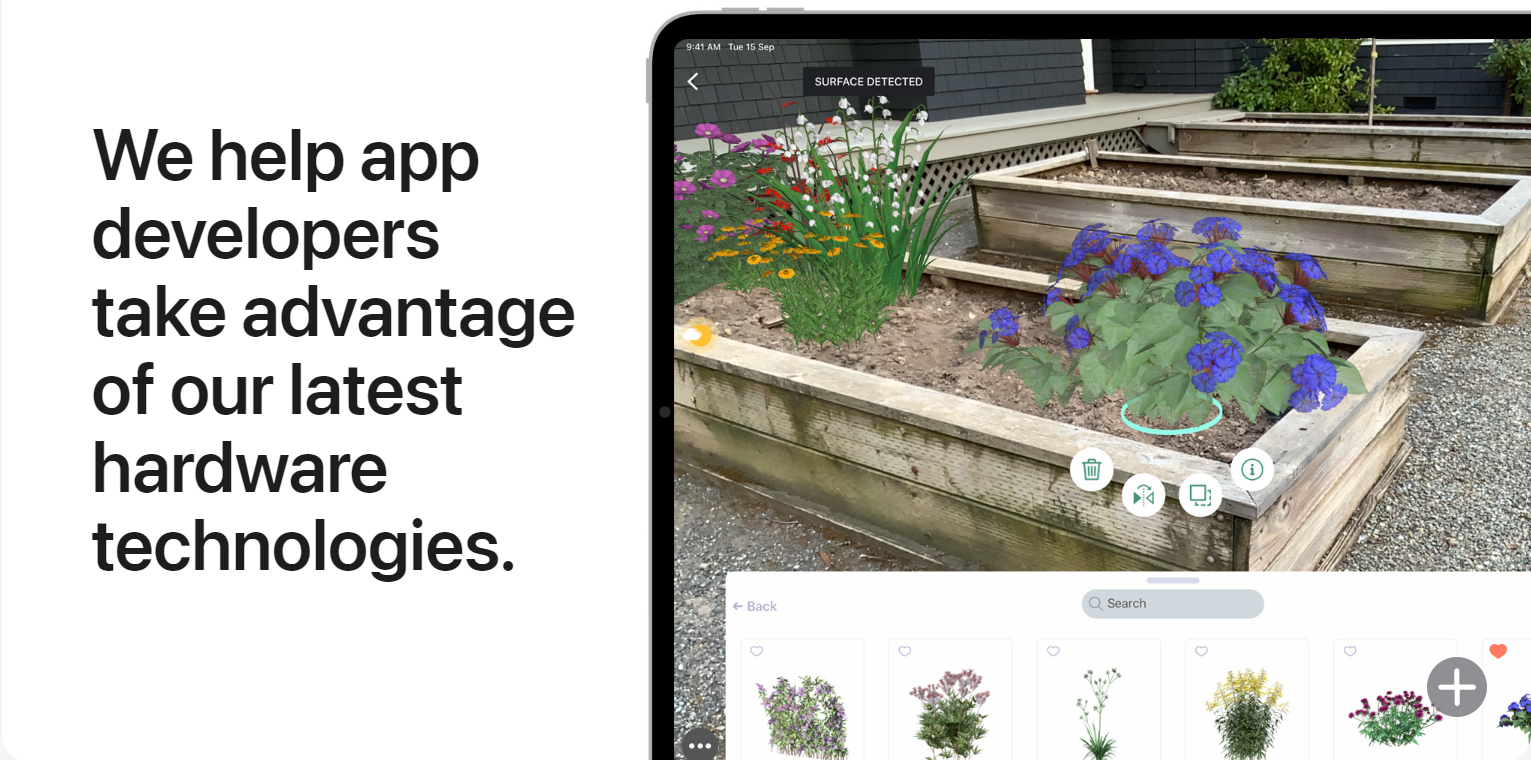 We help app
developers
take advantage
of our latest
hardware
technologies.
9:41 AM Tue 15 Sep
SURFACE DETECTED
Back
Search